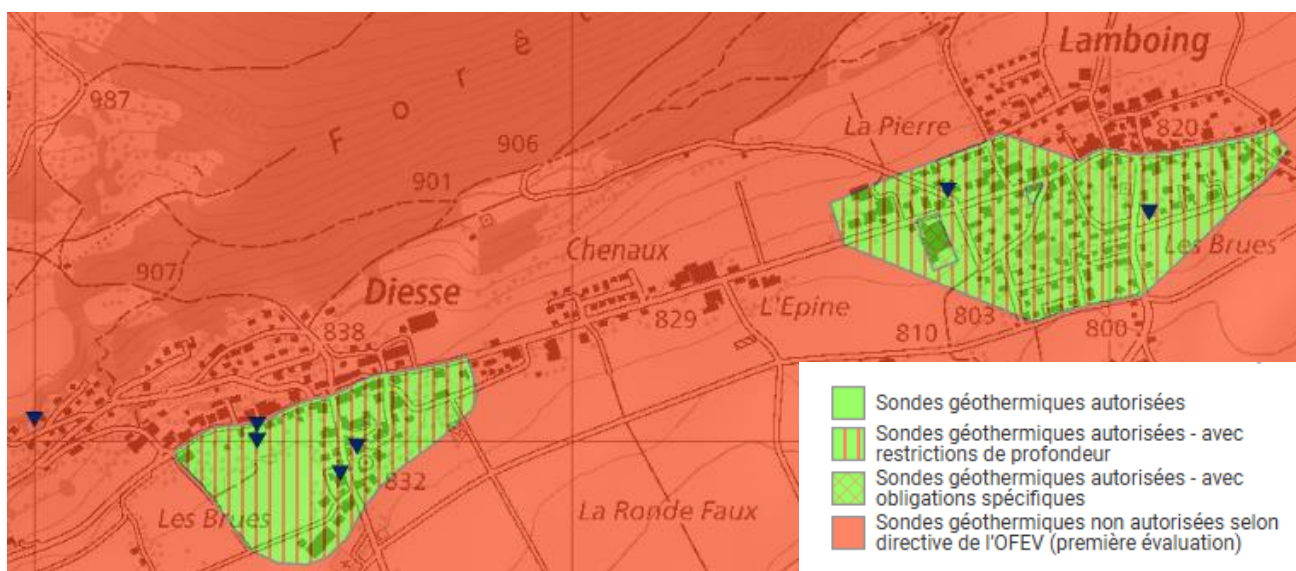 Lamboing
987
F o r ê t
La Pierre
820
906
901
Chenaux
Les Brues
907
Diesse
L'Epine
838
829
810
803
800
832
Les Brues
La Ronde Faux
Sondes géothermiques autorisées
Sondes géothermiques autorisées - avec
restrictions de profondeur
Sondes géothermiques autorisées - avec
obligations spécifiques
Sondes géothermiques non autorisées selon
directive de l'OFEV (première évaluation)